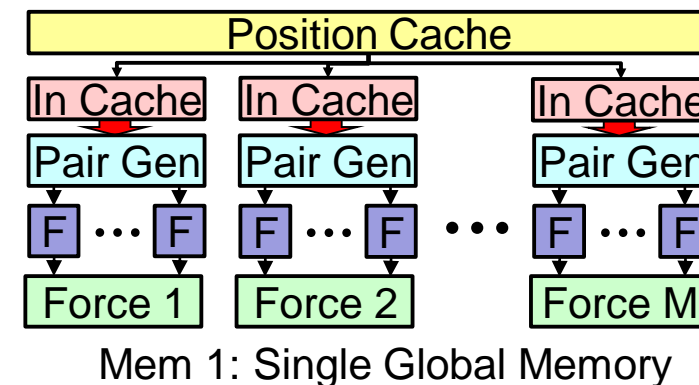 Position Cache
In Cache In Cache In Cache
Pair Gen Pair Gen Pair Gen
F ••• F F ••• F ••• F ••• F
Force 1 Force 2 Force M
Mem 1: Single Global Memory